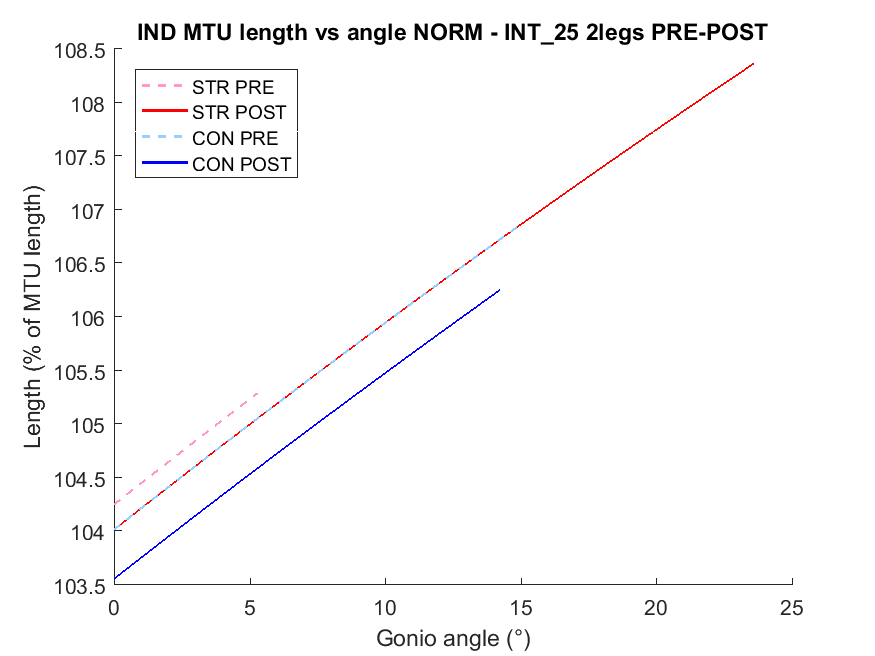 IND MTU length vs angle NORM - INT_25 2legs PRE-POST
108.5
108
107.5
107
106.5
106
105.5
105
104.5
104
103.5
STR PRE
STR POST
CON PRE
CON POST
Length (% of MTU length)
0
5
10
15
20
25
Gonio angle (°)